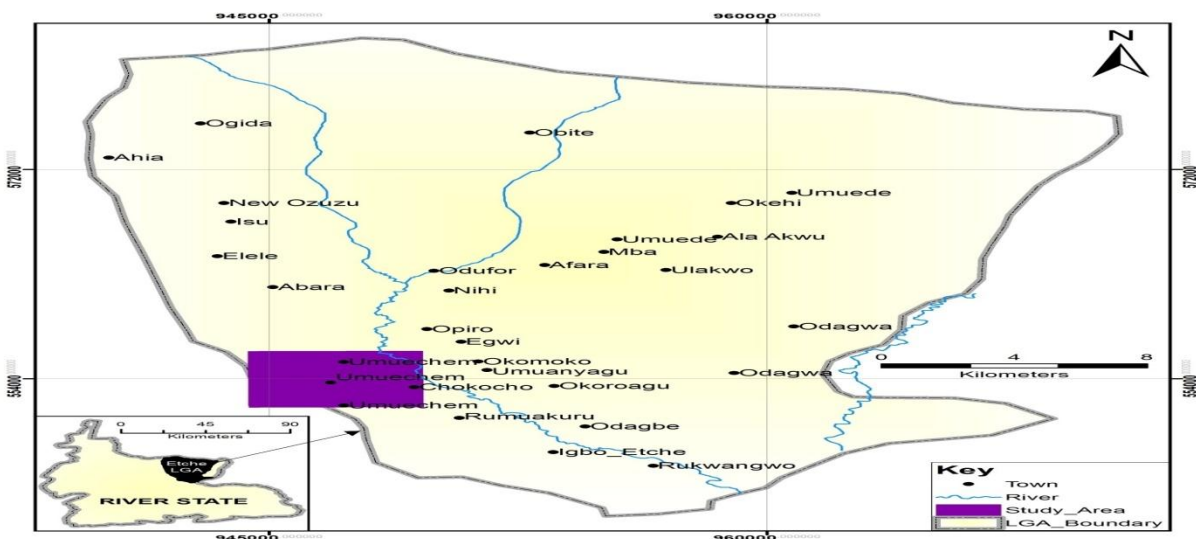 945000 960000
N
Ogida
Obite
Ahia
572000 572000
Umuede
New Ozuzu
Okehi
Isu
Umuede
Ala Akwu
Mba
Elele
Afara
Ulakwo
Odufor
Abara
Nihi
Opiro
Odagwa
Egwi
0 4 8
Kilometers
Umuechem
Okomoko
Umuanyagu
Odagwa
Umuechem
554000 554000
Chokocho
Okoroagu
Umuechem
Rumuakuru
Odagbe
Igbo_Etche
Rukwangwo
0 45 90
Kilometers
Etche
LGA
RIVER STATE
Key
Town
River
Study_Area
LGA_Boundary
945000 960000